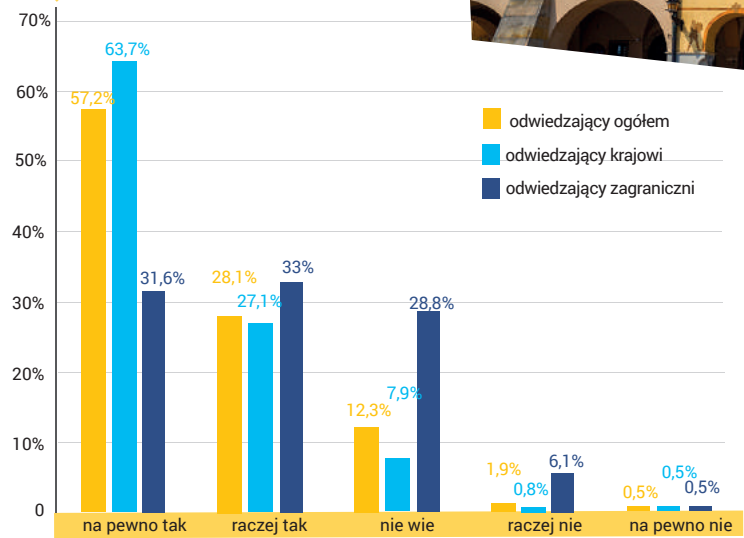 70%
60%
50%
40%
30%
20%
10%
0
odwiedzający ogółem
odwiedzający krajowi
odwiedzający zagraniczni
57,2%
63,7%
31,6%
28,1%
27,1%
33%
12,3%
7,9%
28,8%
1,9%
0,8%
6,1%
0,5%
0,5%
0,5%
na pewno tak
raczej tak
nie wie
raczej nie
na pewno nie